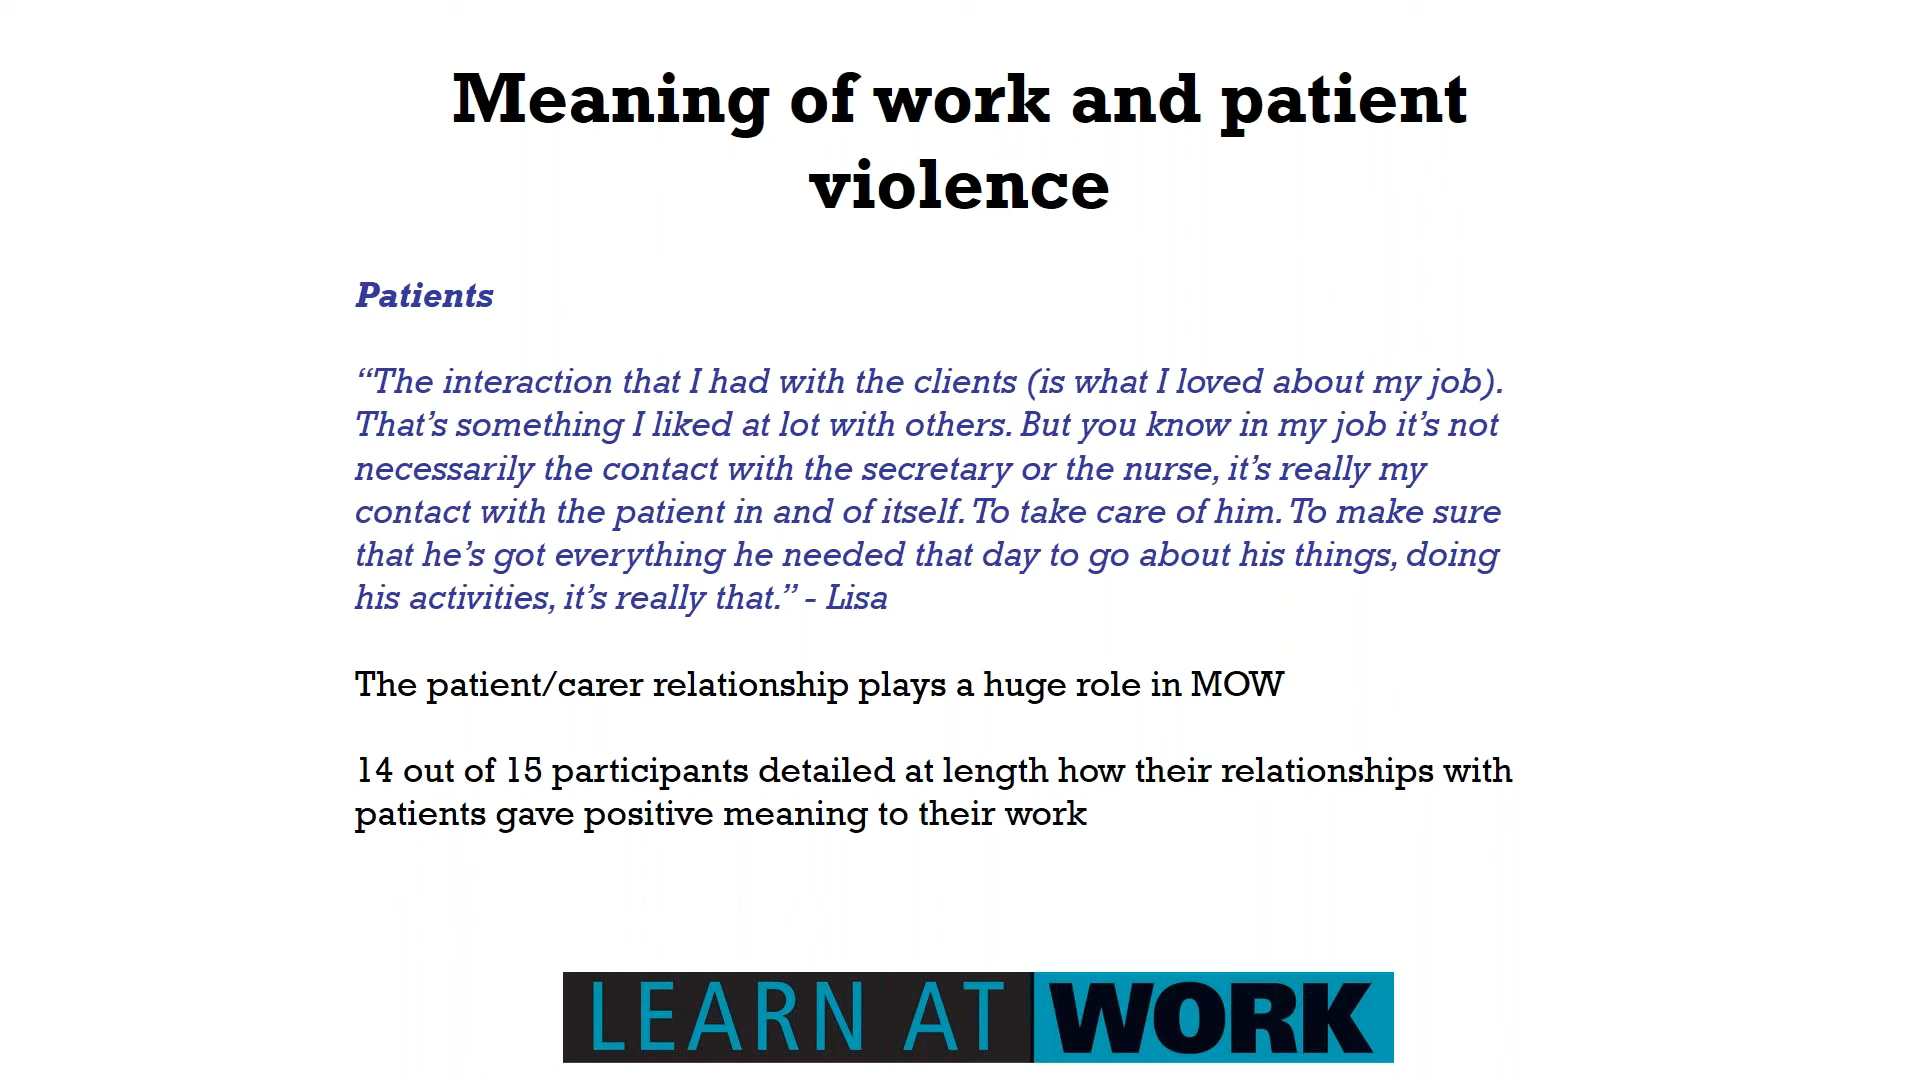 Meaning of work and patient
violence
Patients
“The interaction that I had with the clients (is what I loved about my job).
That’s something I liked at lot with others. But you know in my job it’s not
necessarily the contact with the secretary or the nurse, it’s really my
contact with the patient in and of itself. To take care of him. To make sure
that he’s got everything he needed that day to go about his things, doing
his activities, it’s really that.” - Lisa
The patient/carer relationship plays a huge role in MOW
14 out of 15 participants detailed at length how their relationships with
patients gave positive meaning to their work
LEARN AT WORK